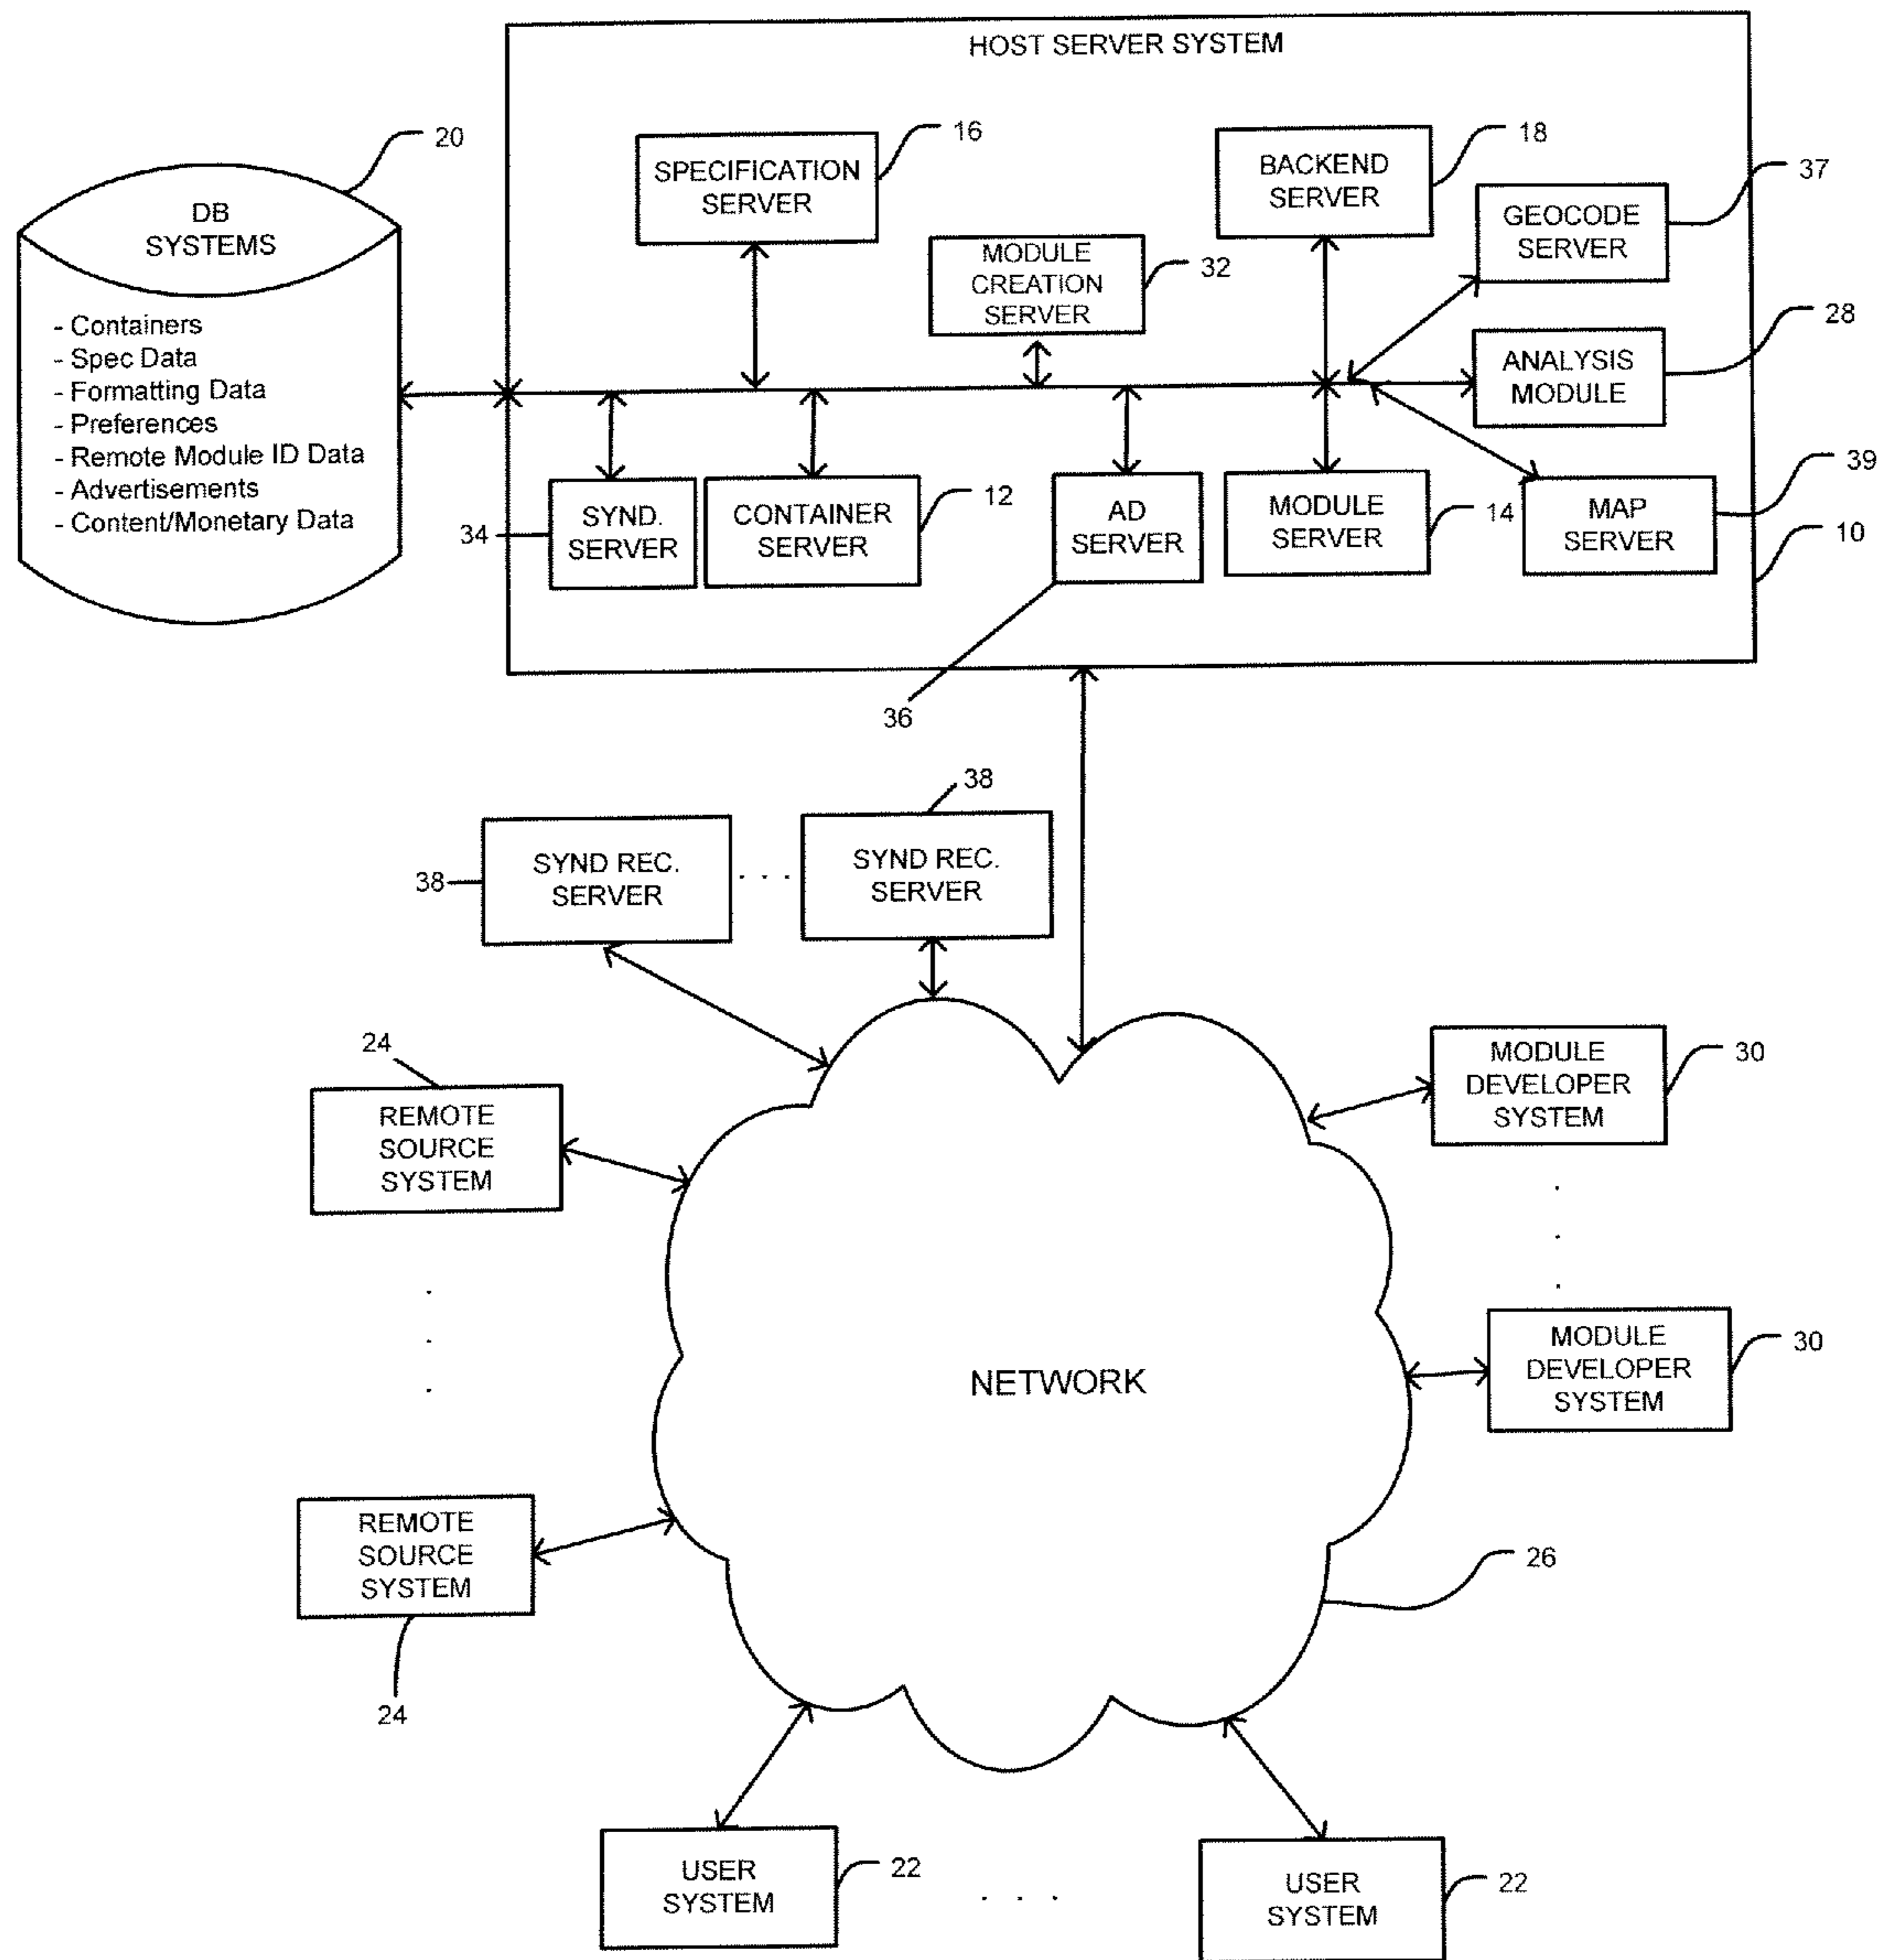 HOST SERVER SYSTEM
20
DB
SYSTEMS
- Containers
- Spec Data
- Formatting Data
- Preferences
- Remote Module ID Data
- Advertisements
- Content/Monetary Data
SPECIFICATION
SERVER
16
MODULE
CREATION
SERVER
32
BACKEND
SERVER
18
GEOCODE
SERVER
37
ANALYSIS
MODULE
28
34
SYND.
SERVER
CONTAINER
SERVER
12
AD
SERVER
36
MODULE
SERVER
14
MAP
SERVER
39
10
38
SYND REC.
SERVER
. . .
38
SYND REC.
SERVER
24
REMOTE
SOURCE
SYSTEM
.
.
.
REMOTE
SOURCE
SYSTEM
24
NETWORK
26
MODULE
DEVELOPER
SYSTEM
30
.
.
.
MODULE
DEVELOPER
SYSTEM
30
USER
SYSTEM
22
. . .
USER
SYSTEM
22